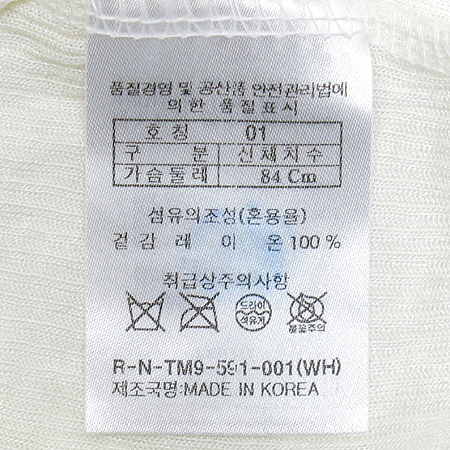 품질경영 및 공산품 안전관리법에
의한 품질표시
호칭 01
구 분 신체치수
가슴둘레 84 Cm
섬유의조성(혼용율)
겉감 레이온 100 %
취급상주의사항
드라이
석유계
불꽃주의
R-N-TM9-591-001(WH)
제조국명:MADE IN KOREA